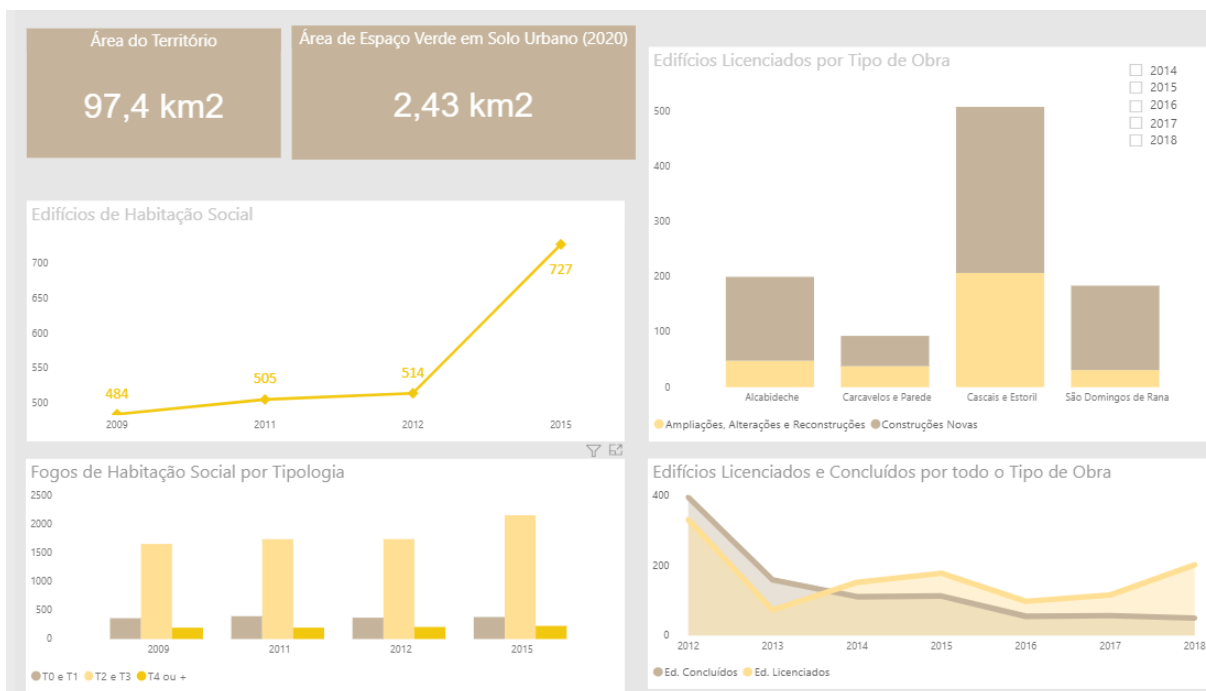 Área do Território
97,4 km2
Área de Espaço Verde em Solo Urbano (2020)
2,43 km2
Edifícios de Habitação Social
700
650
600
550
500
484
505
514
727
2009
2011
2012
2015
Fogos de Habitação Social por Tipologia
2500
2000
1500
1000
500
0
2009
2011
2012
2015
T0 e T1
T2 e T3
T4 ou +
Edifícios Licenciados por Tipo de Obra
2014
2015
2016
2017
2018
500
400
300
200
100
0
Alcabideche
Carcavelos e Parede
Cascais e Estoril
São Domingos de Rana
Ampliações, Alterações e Reconstruções
Construções Novas
Edifícios Licenciados e Concluídos por todo o Tipo de Obra
400
200
0
2012
2013
2014
2015
2016
2017
2018
Ed. Concluídos
Ed. Licenciados